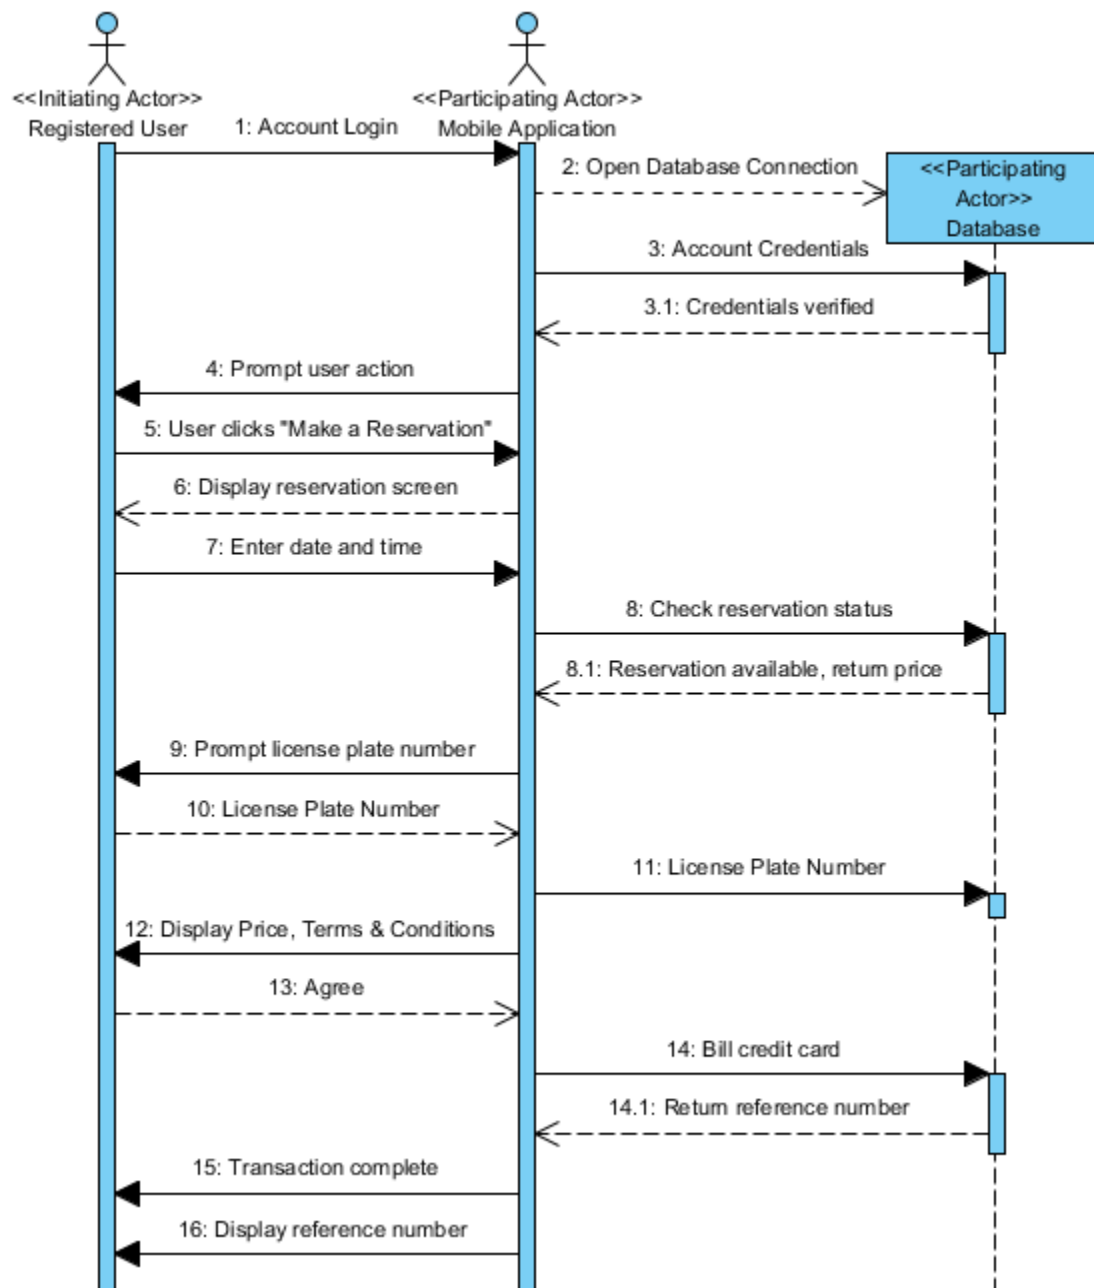 <<Initiating Actor>>
Registered User
<<Participating Actor>>
Mobile Application
<<Participating
Actor>>
Database
1: Account Login
2: Open Database Connection
3: Account Credentials
3.1: Credentials verified
4: Prompt user action
5: User clicks "Make a Reservation"
6: Display reservation screen
7: Enter date and time
8: Check reservation status
8.1: Reservation available, return price
9: Prompt license plate number
10: License Plate Number
11: License Plate Number
12: Display Price, Terms & Conditions
13: Agree
14: Bill credit card
14.1: Return reference number
15: Transaction complete
16: Display reference number